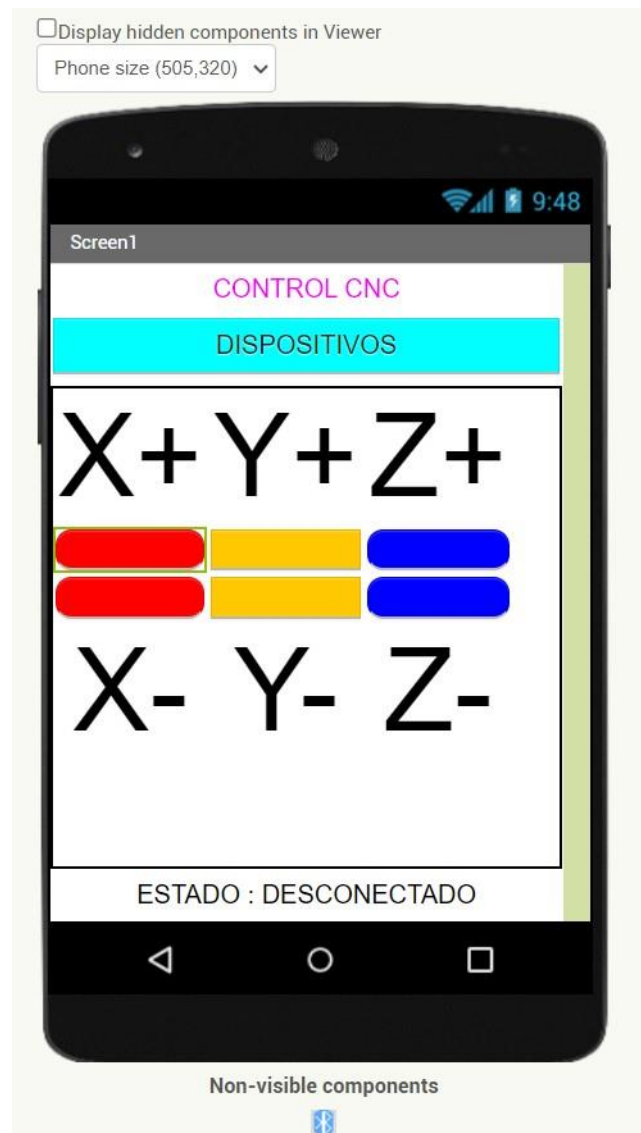 Display hidden components in Viewer
Phone size (505,320)
9:48
Screen1
CONTROL CNC
DISPOSITIVOS
X+ Y+ Z+
X- Y- Z-
ESTADO : DESCONECTADO
Non-visible components